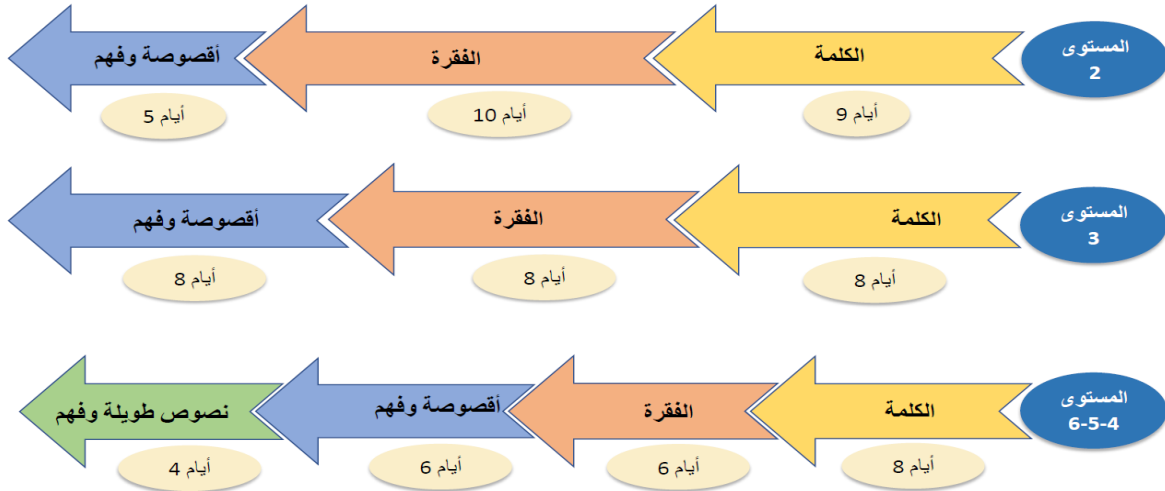 المستوى
2
الكلمة
الفقرة
أقصوصة وفهم
9 أيام
10 أيام
5 أيام
المستوى
3
الكلمة
الفقرة
أقصوصة وفهم
8 أيام
8 أيام
8 أيام
المستوى
6-5-4
الكلمة
الفقرة
أقصوصة وفهم
نصوص طويلة وفهم
8 أيام
6 أيام
6 أيام
4 أيام